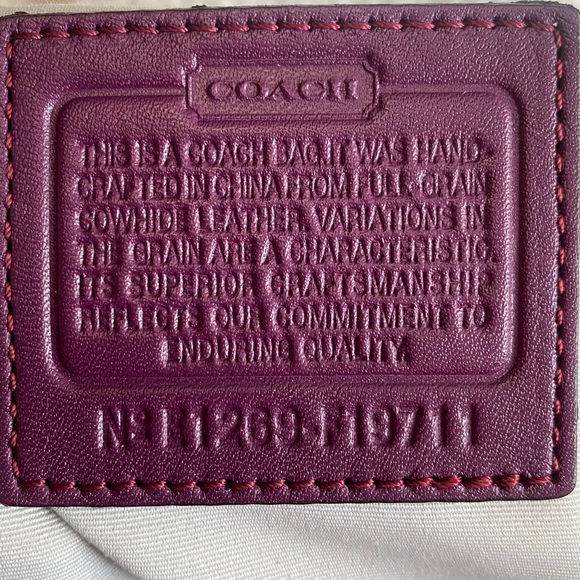 COACH
THIS IS A COACH BAG.IT WAS HAND-
CRAFTED IN CHINA FROM FULL GRAIN
COWHIDE LEATHER. VARIATIONS IN
THE GRAIN ARE A CHARACTERISTIC.
ITS SUPERIOR CRAFTSMANSHIP
REFLECTS OUR COMMITMENT TO
ENDURING QUALITY.
No K1269-F19711